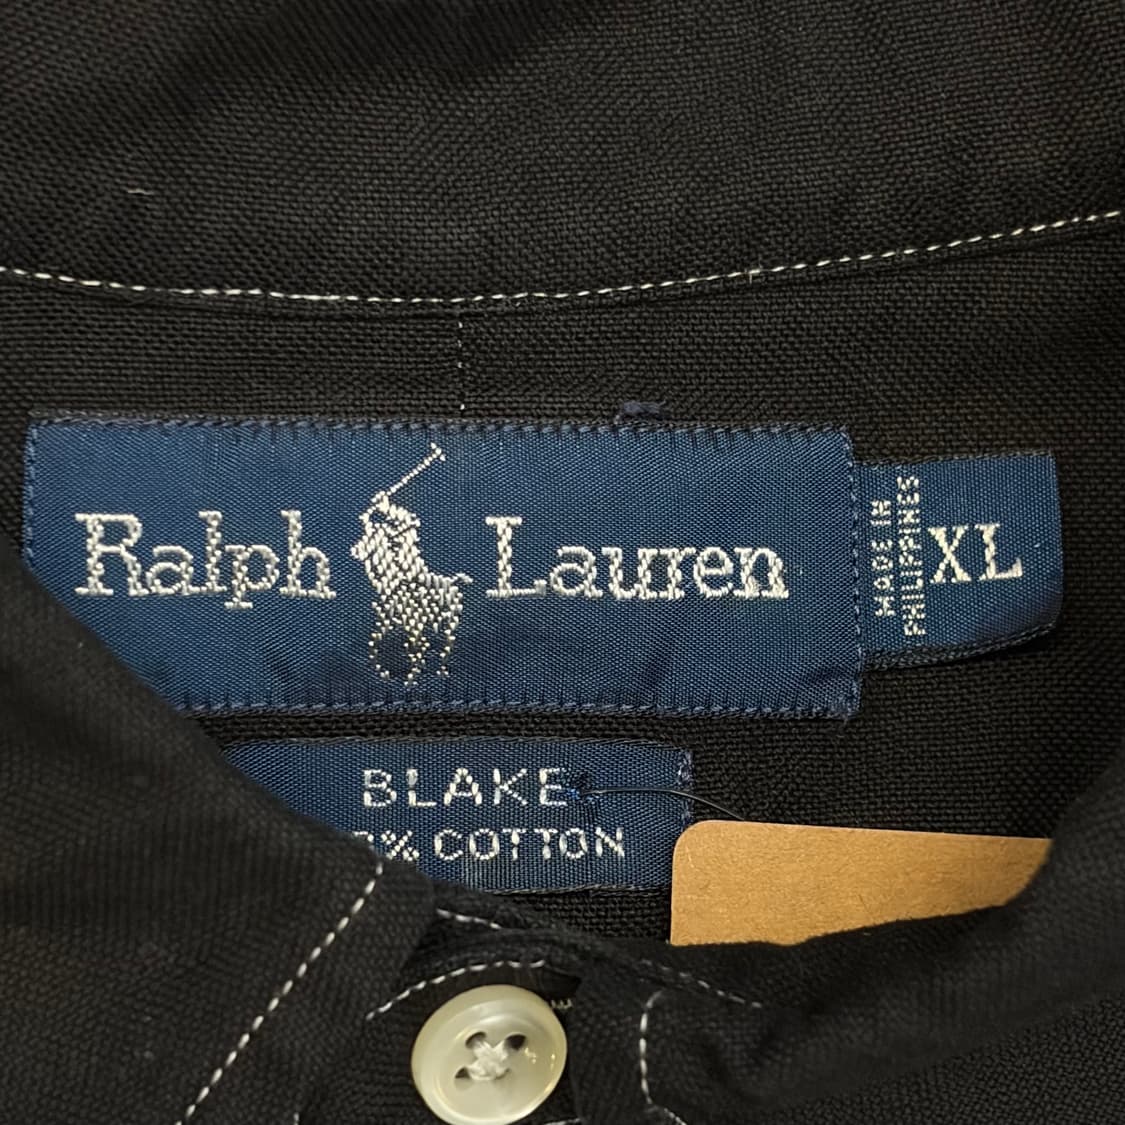 Ralph Lauren
MADE IN
PHILIPPINES
XL
BLAKE
% COTTON